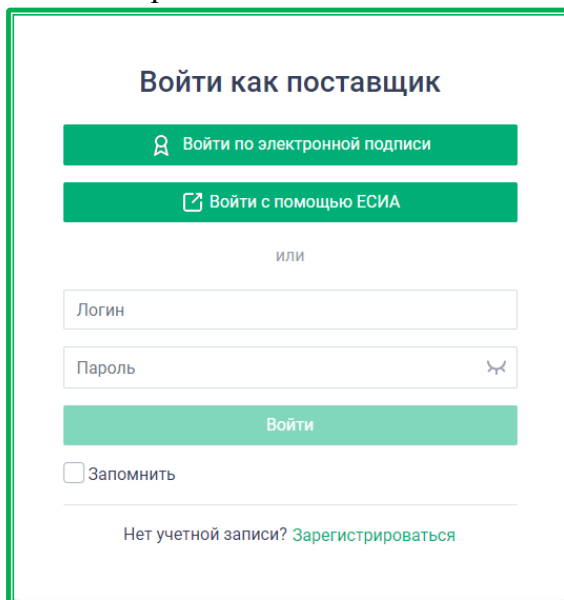 Войти как поставщик
Войти по электронной подписи
Войти с помощью ЕСИА
или
Логин
Пароль
Войти
Запомнить
Нет учетной записи? Зарегистрироваться